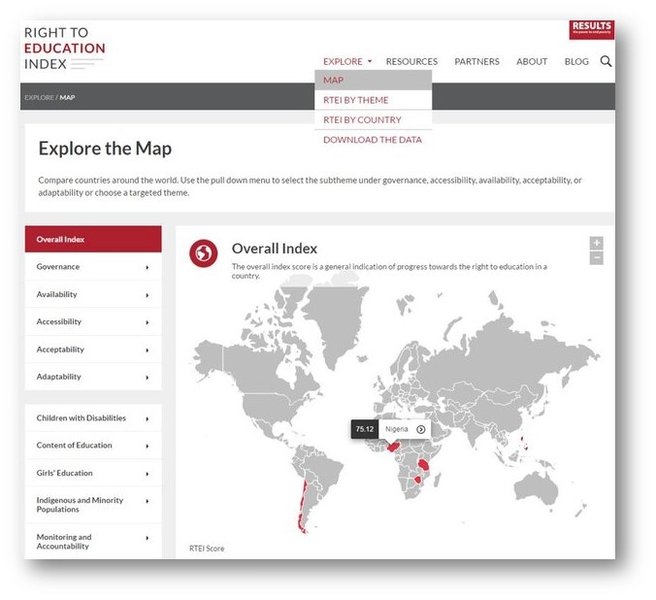 RIGHT TO
EDUCATION
INDEX
RESULTS
the power to end poverty
EXPLORE RESOURCES PARTNERS ABOUT BLOG
MAP
RTEI BY THEME
RTEI BY COUNTRY
DOWNLOAD THE DATA
EXPLORE / MAP
Explore the Map
Compare countries around the world. Use the pull down menu to select the subtheme under governance, accessibility, availability, acceptability, or
adaptability or choose a targeted theme.
Overall Index
Governance
Availability
Accessibility
Acceptability
Adaptability
Children with Disabilities
Content of Education
Girls' Education
Indigenous and Minority
Populations
Monitoring and
Accountability
Overall Index
The overall index score is a general indication of progress towards the right to education in a
country.
+
−
75.12 Nigeria
RTEI Score